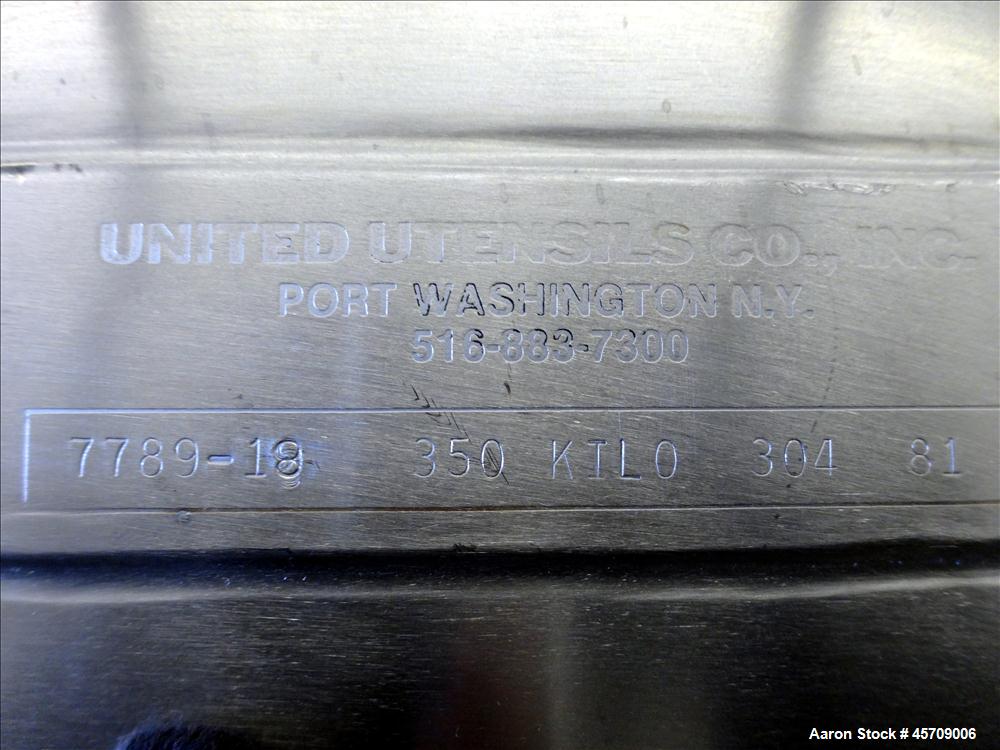 UNITED UTENSILS CO., INC.
PORT WASHINGTON N.Y.
516-883-7300
7789-18 350 KILO 304 81
Aaron Stock # 45709006